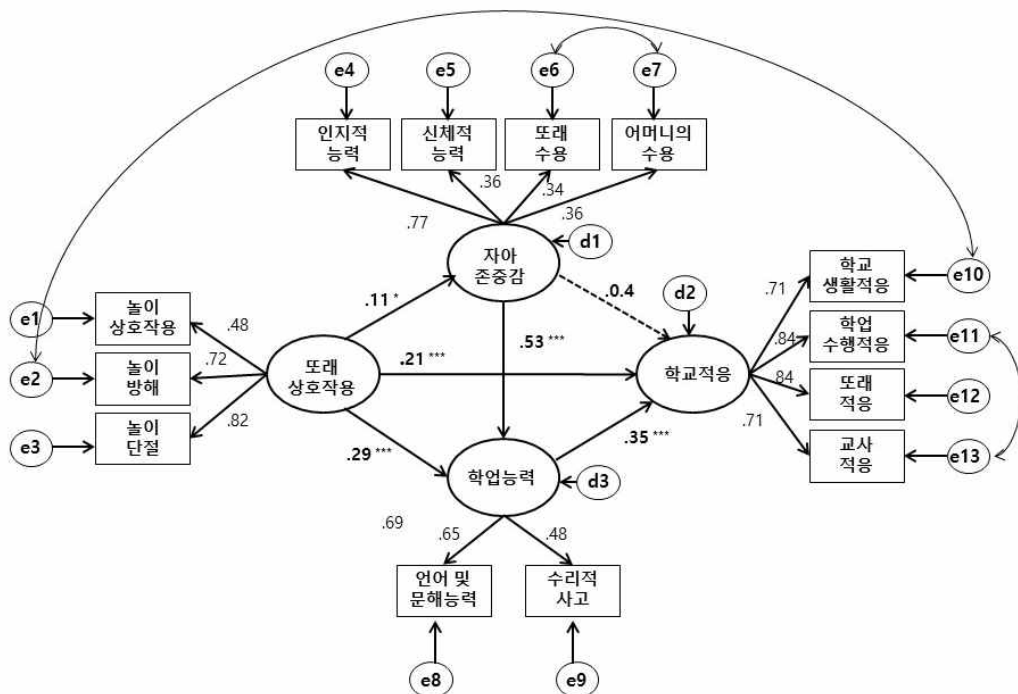 e4
e5
e6
e7
인지적
능력
신체적
능력
또래
수용
어머니의
수용
.36
.34
.77
.36
자아
존중감
d1
d2
학교
생활적응
e10
.71
e1
놀이
상호작용
.48
.11 *
.0.4
학업
수행적응
e11
.84
.53 ***
e2
놀이
방해
.72
또래
상호작용
.21 ***
학교적응
.84
또래
적응
e12
e3
놀이
단절
.82
.71
교사
적응
e13
.29 ***
.35 ***
학업능력
d3
.69
.65
.48
언어 및
문해능력
수리적
사고
e8
e9